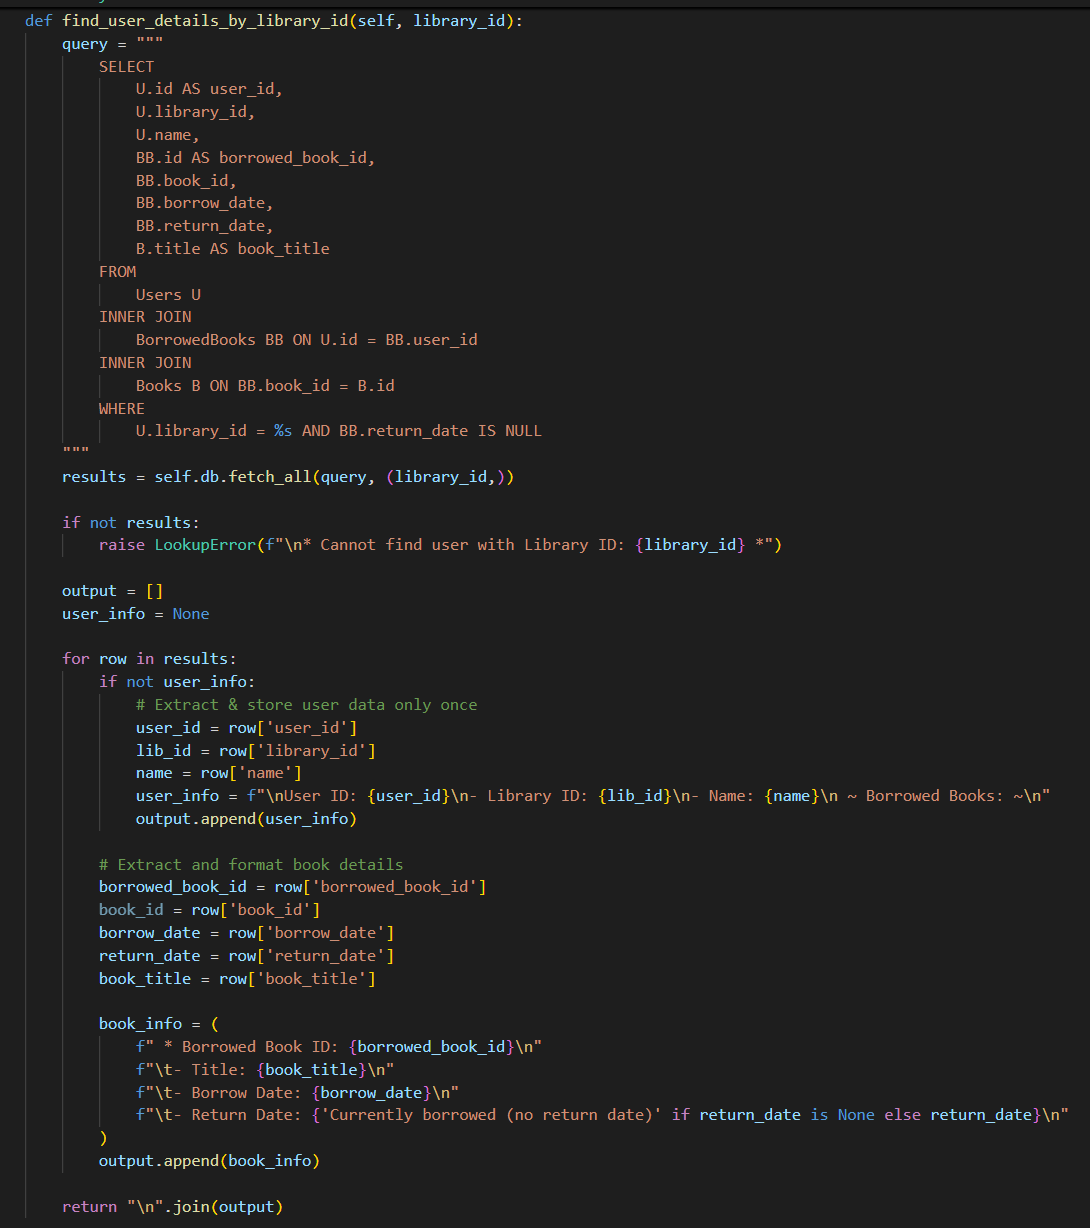 def find_user_details_by_library_id(self, library_id):
    query = """
        SELECT
            U.id AS user_id,
            U.library_id,
            U.name,
            BB.id AS borrowed_book_id,
            BB.book_id,
            BB.borrow_date,
            BB.return_date,
            B.title AS book_title
        FROM
            Users U
        INNER JOIN
            BorrowedBooks BB ON U.id = BB.user_id
        INNER JOIN
            Books B ON BB.book_id = B.id
        WHERE
            U.library_id = %s AND BB.return_date IS NULL
    """
    results = self.db.fetch_all(query, (library_id,))

    if not results:
        raise LookupError(f"\n* Cannot find user with Library ID: {library_id} *")

    output = []
    user_info = None

    for row in results:
        if not user_info:
            # Extract & store user data only once
            user_id = row['user_id']
            lib_id = row['library_id']
            name = row['name']
            user_info = f"\nUser ID: {user_id}\n- Library ID: {lib_id}\n- Name: {name}\n ~ Borrowed Books: ~\n"
            output.append(user_info)

        # Extract and format book details
        borrowed_book_id = row['borrowed_book_id']
        book_id = row['book_id']
        borrow_date = row['borrow_date']
        return_date = row['return_date']
        book_title = row['book_title']

        book_info = (
            f" * Borrowed Book ID: {borrowed_book_id}\n"
            f"\t- Title: {book_title}\n"
            f"\t- Borrow Date: {borrow_date}\n"
            f"\t- Return Date: {'Currently borrowed (no return date)' if return_date is None else return_date}\n"
        )
        output.append(book_info)

    return "\n".join(output)